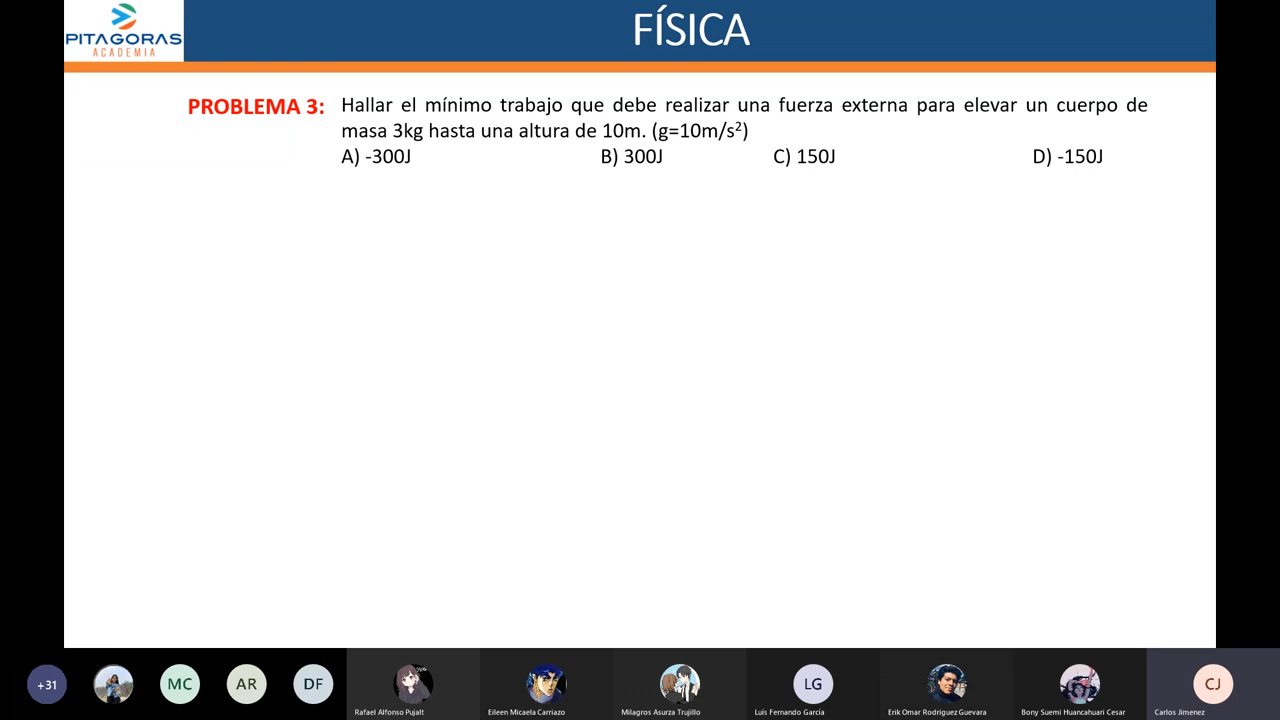 PITAGORAS
ACADEMIA
FÍSICA
PROBLEMA 3: Hallar el mínimo trabajo que debe realizar una fuerza externa para elevar un cuerpo de
masa 3kg hasta una altura de 10m. (g=10m/s²)
A) -300J B) 300J C) 150J D) -150J
+31 MC AR DF LG CJ
Rafael Alfonso Pujalt Eileen Micaela Carriazo Milagros Asurza Trujillo Luis Fernando García Erik Omar Rodriguez Guevara Bony Suemi Huancahuari Cesar Carlos Jimenez